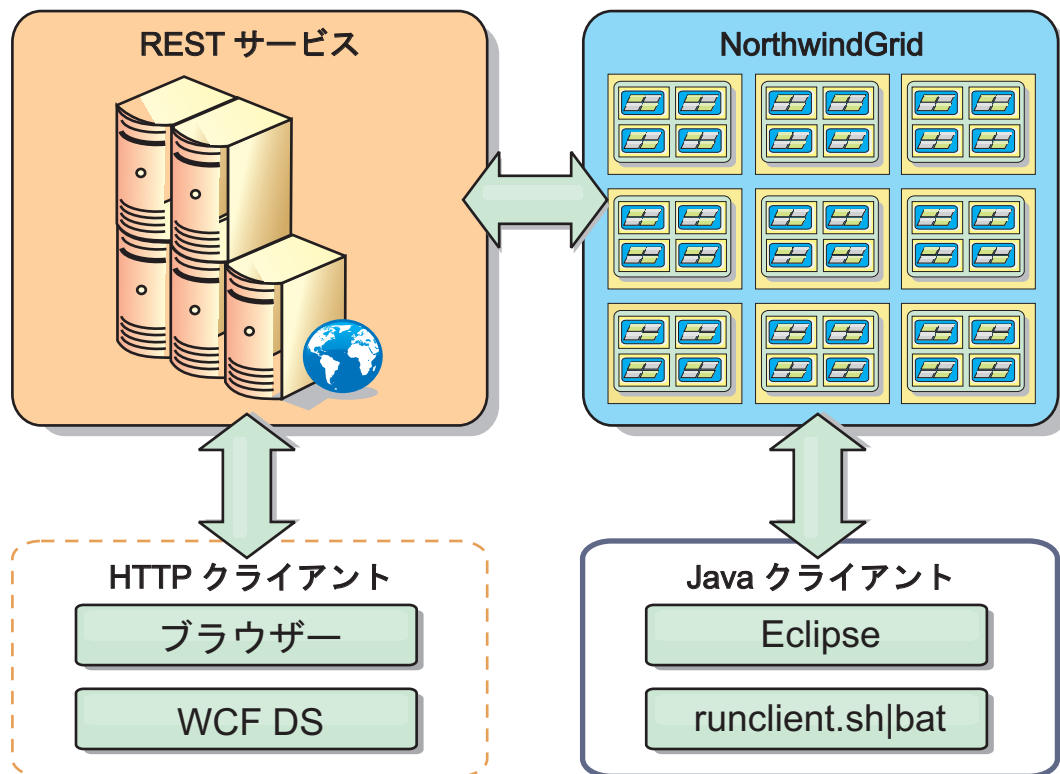 REST サービス
NorthwindGrid
HTTP クライアント
ブラウザー
WCF DS
Java クライアント
Eclipse
runclient.sh|bat